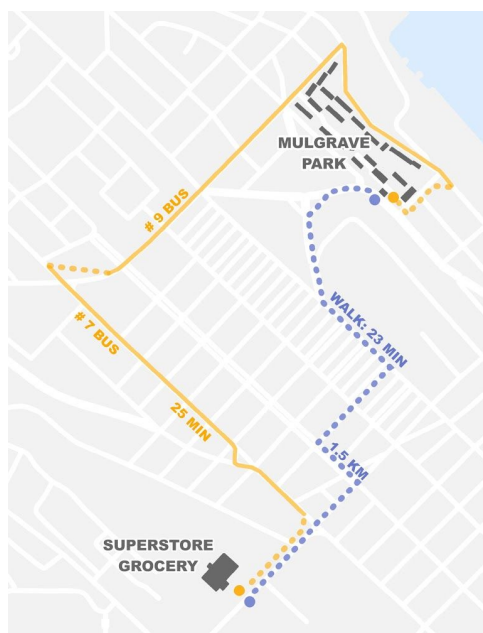 MULGRAVE
PARK
# 9 BUS
WALK: 23 MIN
# 7 BUS
25 MIN
1.5 KM
SUPERSTORE
GROCERY